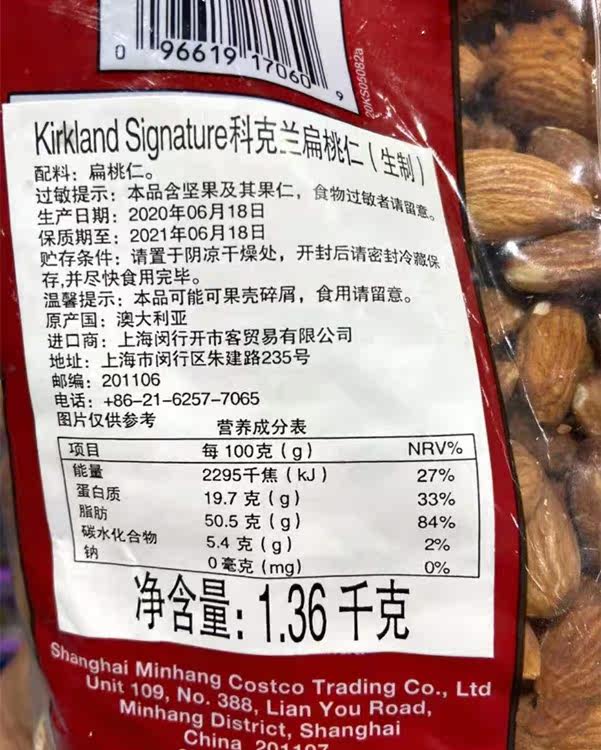 0 96619 17060 9
20KS05082a
Kirkland Signature科克兰扁桃仁（生制）
配料：扁桃仁。
过敏提示：本品含坚果及其果仁，食物过敏者请留意。
生产日期：2020年06月18日
保质期至：2021年06月18日
贮存条件：请置于阴凉干燥处，开封后请密封冷藏保
存,并尽快食用完毕。
温馨提示：本品可能可果壳碎屑，食用请留意。
原产国：澳大利亚
进口商：上海闵行开市客贸易有限公司
地址：上海市闵行区朱建路235号
邮编：201106
电话：+86-21-6257-7065
图片仅供参考
营养成分表
项目 每 100克（g） NRV%
能量 2295千焦（kJ） 27%
蛋白质 19.7 克（g） 33%
脂肪 50.5 克（g） 84%
碳水化合物 5.4 克（g） 2%
钠 0 毫克（mg） 0%
净含量：1.36 千克
Shanghai Minhang Costco Trading Co., Ltd
Unit 109, No. 388, Lian You Road,
Minhang District, Shanghai
China 201107